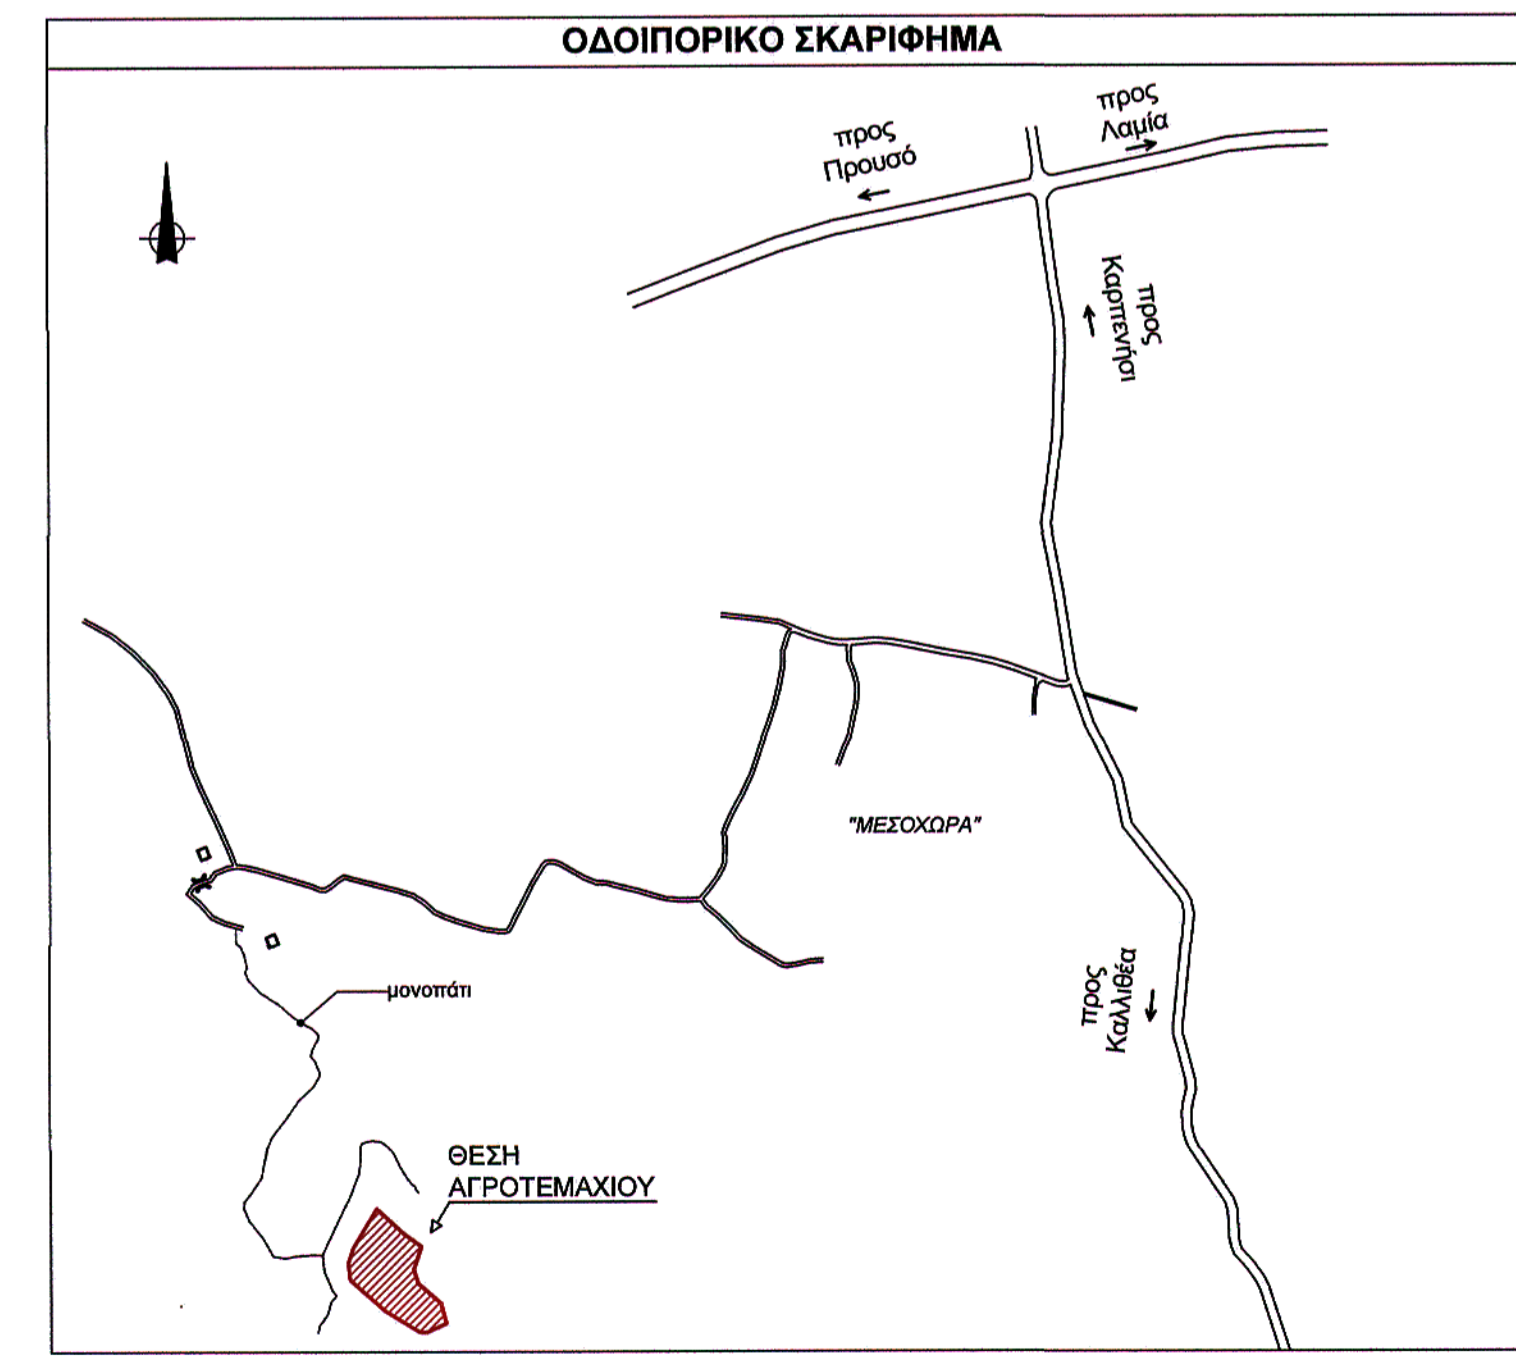 ΟΔΟΙΠΟΡΙΚΟ ΣΚΑΡΙΦΗΜΑ
προς
Λαμία
προς
Προυσό
προς
Καρπενήσι
"ΜΕΣΟΧΩΡΑ"
προς
Καλλιθέα
μονοπάτι
ΘΕΣΗ
ΑΓΡΟΤΕΜΑΧΙΟΥ